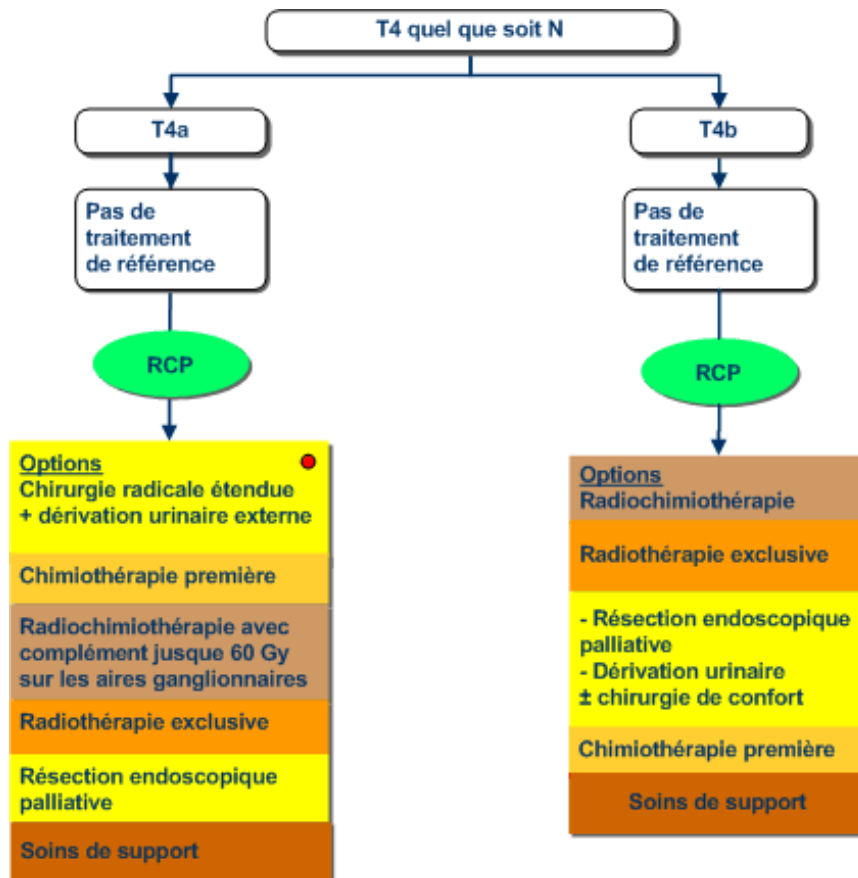 T4 quel que soit N
T4a
Pas de
traitement
de référence
RCP
Options
Chirurgie radicale étendue
+ dérivation urinaire externe
Chimiothérapie première
Radiochimiothérapie avec
complément jusque 60 Gy
sur les aires ganglionnaires
Radiothérapie exclusive
Résection endoscopique
palliative
Soins de support
T4b
Pas de
traitement
de référence
RCP
Options
Radiochimiothérapie
Radiothérapie exclusive
- Résection endoscopique
palliative
- Dérivation urinaire
± chirurgie de confort
Chimiothérapie première
Soins de support